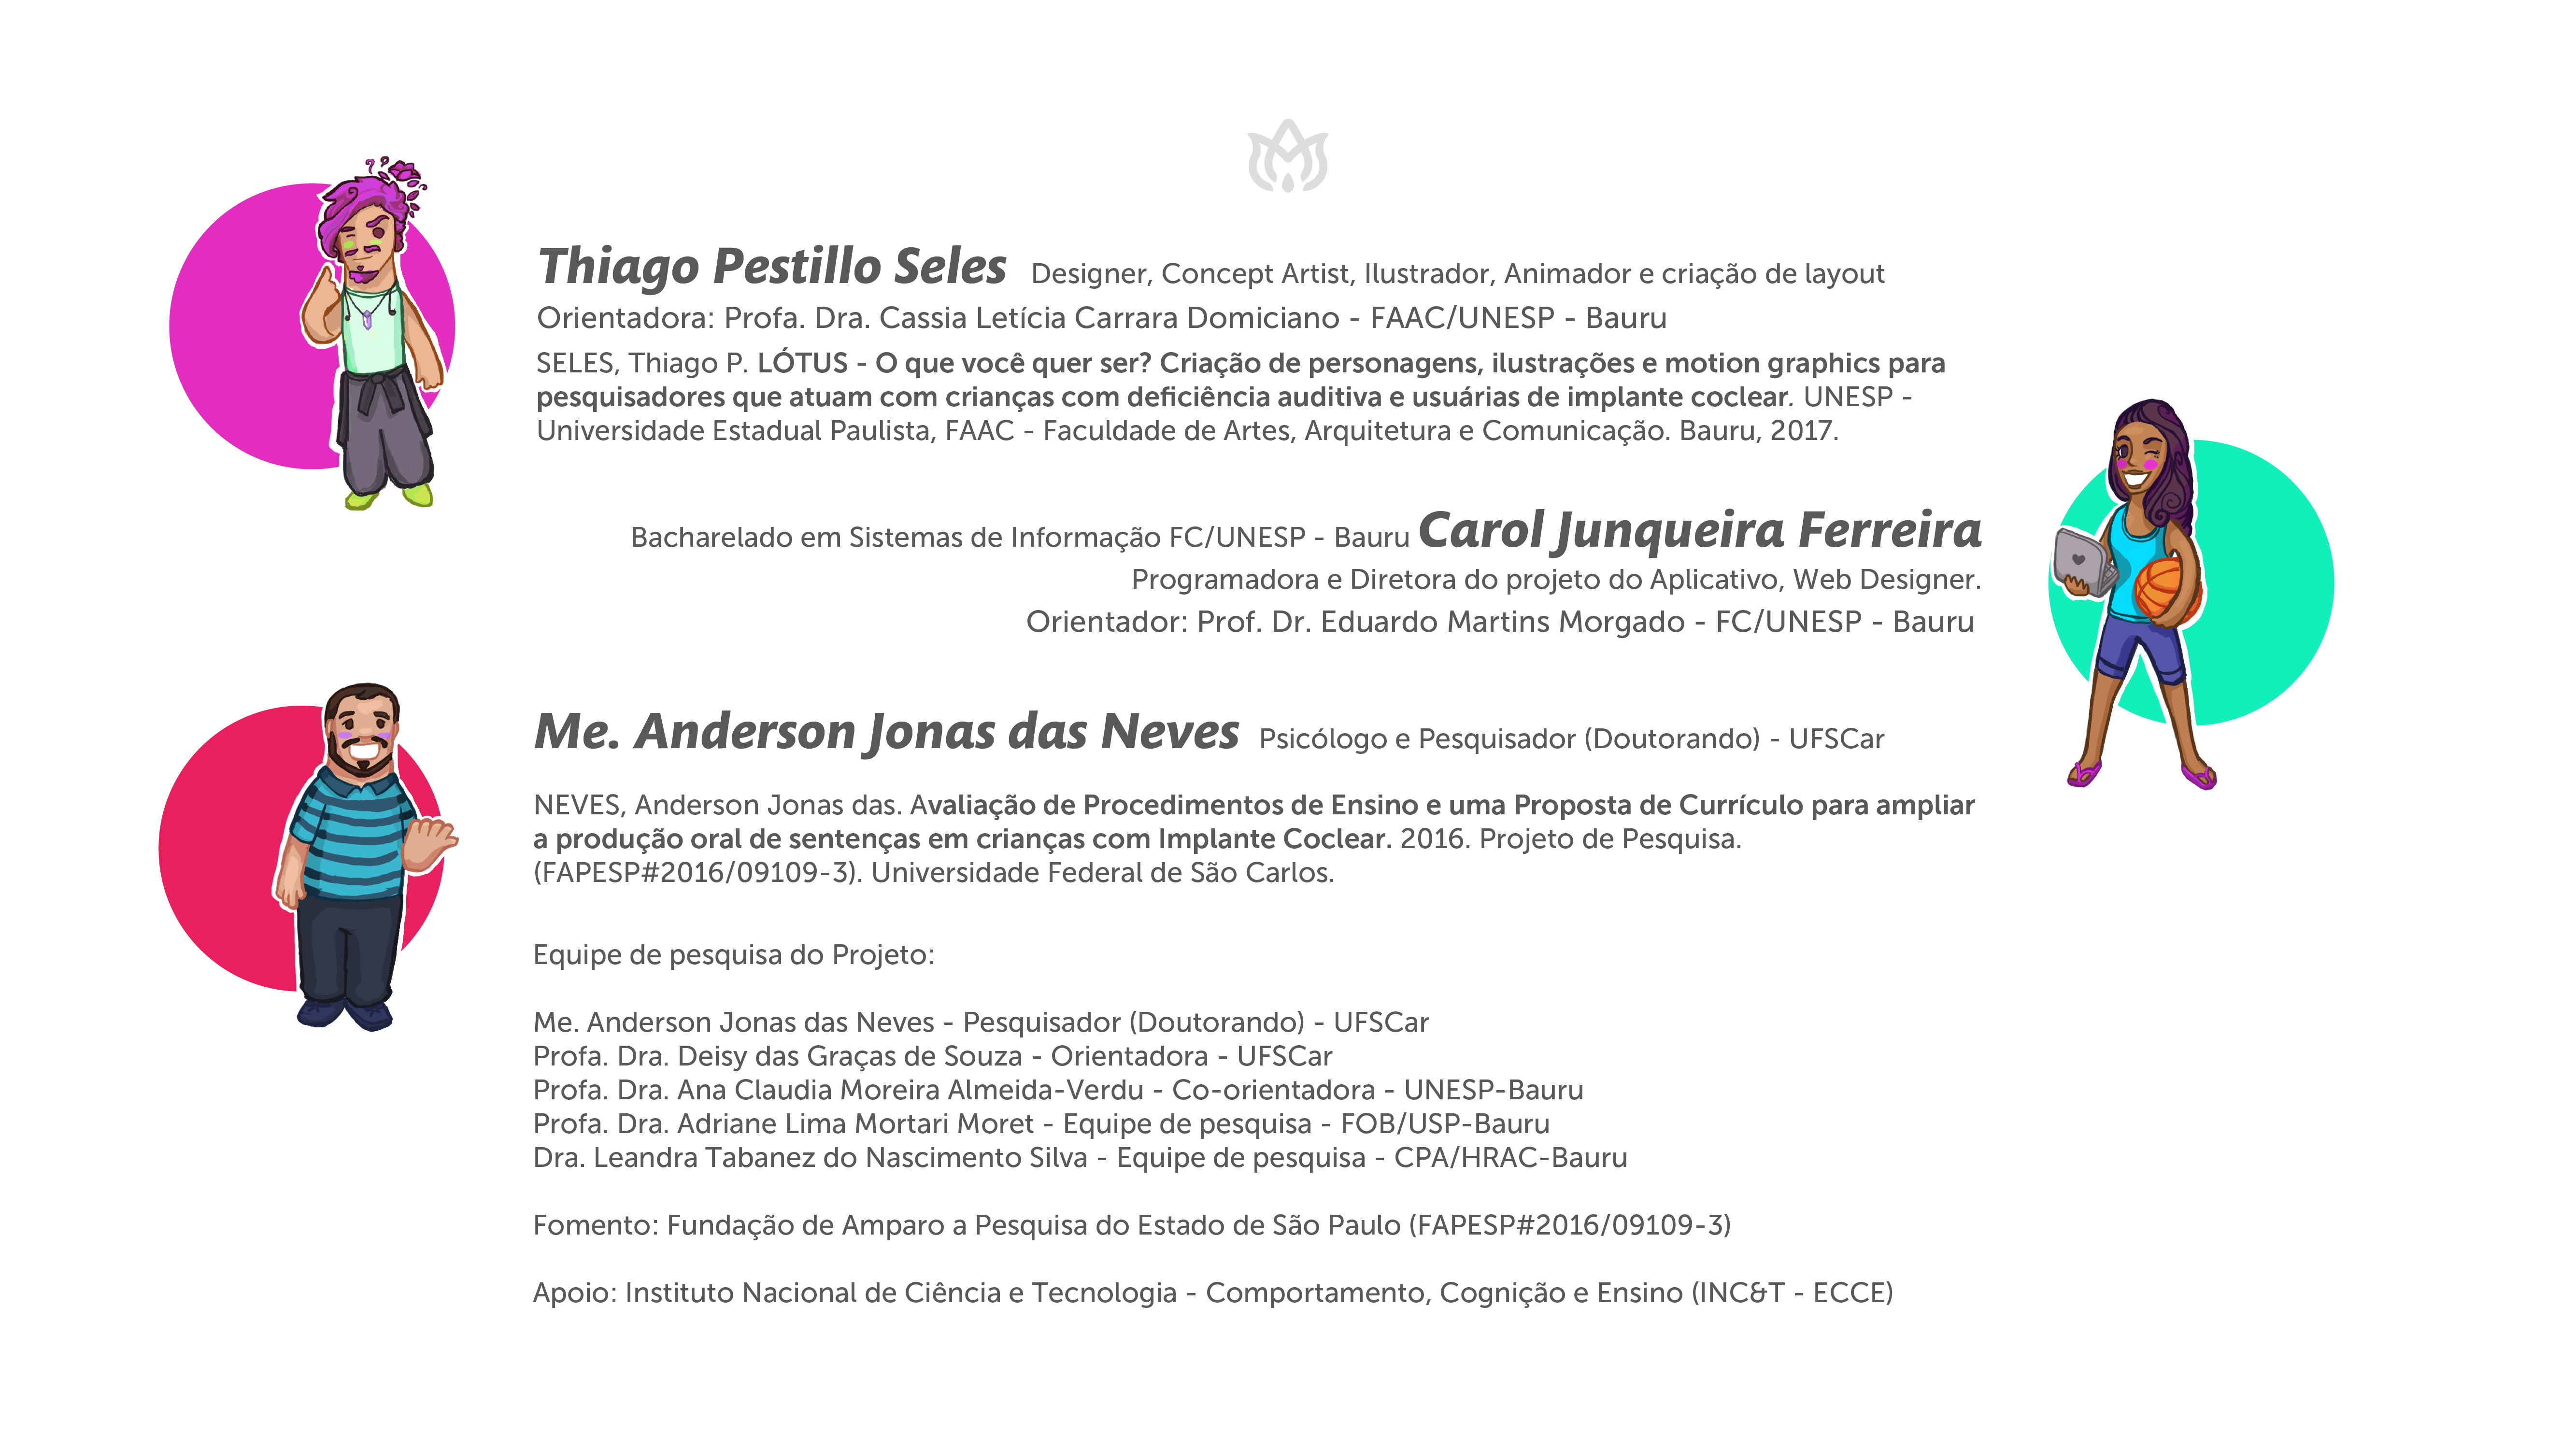 Thiago Pestillo Seles Designer, Concept Artist, Ilustrador, Animador e criação de layout
Orientadora: Profa. Dra. Cassia Letícia Carrara Domiciano - FAAC/UNESP - Bauru
SELES, Thiago P. LÓTUS - O que você quer ser? Criação de personagens, ilustrações e motion graphics para
pesquisadores que atuam com crianças com deficiência auditiva e usuárias de implante coclear. UNESP -
Universidade Estadual Paulista, FAAC - Faculdade de Artes, Arquitetura e Comunicação. Bauru, 2017.
Bacharelado em Sistemas de Informação FC/UNESP - Bauru Carol Junqueira Ferreira
Programadora e Diretora do projeto do Aplicativo, Web Designer.
Orientador: Prof. Dr. Eduardo Martins Morgado - FC/UNESP - Bauru
Me. Anderson Jonas das Neves Psicólogo e Pesquisador (Doutorando) - UFSCar
NEVES, Anderson Jonas das. Avaliação de Procedimentos de Ensino e uma Proposta de Currículo para ampliar
a produção oral de sentenças em crianças com Implante Coclear. 2016. Projeto de Pesquisa.
(FAPESP#2016/09109-3). Universidade Federal de São Carlos.
Equipe de pesquisa do Projeto:
Me. Anderson Jonas das Neves - Pesquisador (Doutorando) - UFSCar
Profa. Dra. Deisy das Graças de Souza - Orientadora - UFSCar
Profa. Dra. Ana Claudia Moreira Almeida-Verdu - Co-orientadora - UNESP-Bauru
Profa. Dra. Adriane Lima Mortari Moret - Equipe de pesquisa - FOB/USP-Bauru
Dra. Leandra Tabanez do Nascimento Silva - Equipe de pesquisa - CPA/HRAC-Bauru
Fomento: Fundação de Amparo a Pesquisa do Estado de São Paulo (FAPESP#2016/09109-3)
Apoio: Instituto Nacional de Ciência e Tecnologia - Comportamento, Cognição e Ensino (INC&T - ECCE)